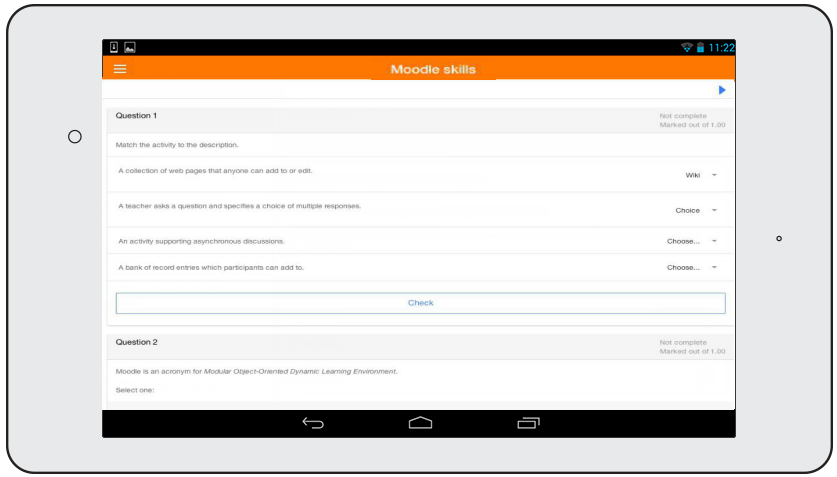 11:22
Moodle skills
Question 1
Not complete
Marked out of 1.00
Match the activity to the description.
A collection of web pages that anyone can add to or edit.
Wiki
A teacher asks a question and specifies a choice of multiple responses.
Choice
An activity supporting asynchronous discussions.
Choose...
A bank of record entries which participants can add to.
Choose...
Check
Question 2
Not complete
Marked out of 1.00
Moodle is an acronym for Modular Object-Oriented Dynamic Learning Environment.
Select one: